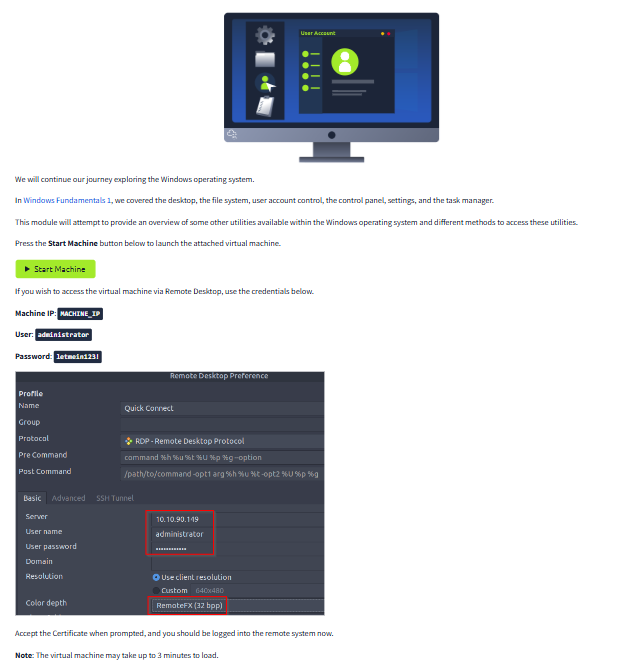 User Account
We will continue our journey exploring the Windows operating system.
In Windows Fundamentals 1, we covered the desktop, the file system, user account control, the control panel, settings, and the task manager.
This module will attempt to provide an overview of some other utilities available within the Windows operating system and different methods to access these utilities.
Press the Start Machine button below to launch the attached virtual machine.
Start Machine
If you wish to access the virtual machine via Remote Desktop, use the credentials below.
Machine IP: MACHINE_IP
User: administrator
Password: letmein123!
Remote Desktop Preference
Profile
Name Quick Connect
Group
Protocol RDP - Remote Desktop Protocol
Pre Command command %h %u %t %U %p %g --option
Post Command /path/to/command -opt1 arg %h %u %t -opt2 %U %p %g
Basic Advanced SSH Tunnel
Server 10.10.90.149
User name administrator
User password ••••••••••••
Domain
Resolution Use client resolution
Custom 640x480
Color depth RemoteFX (32 bpp)
Accept the Certificate when prompted, and you should be logged into the remote system now.
Note: The virtual machine may take up to 3 minutes to load.